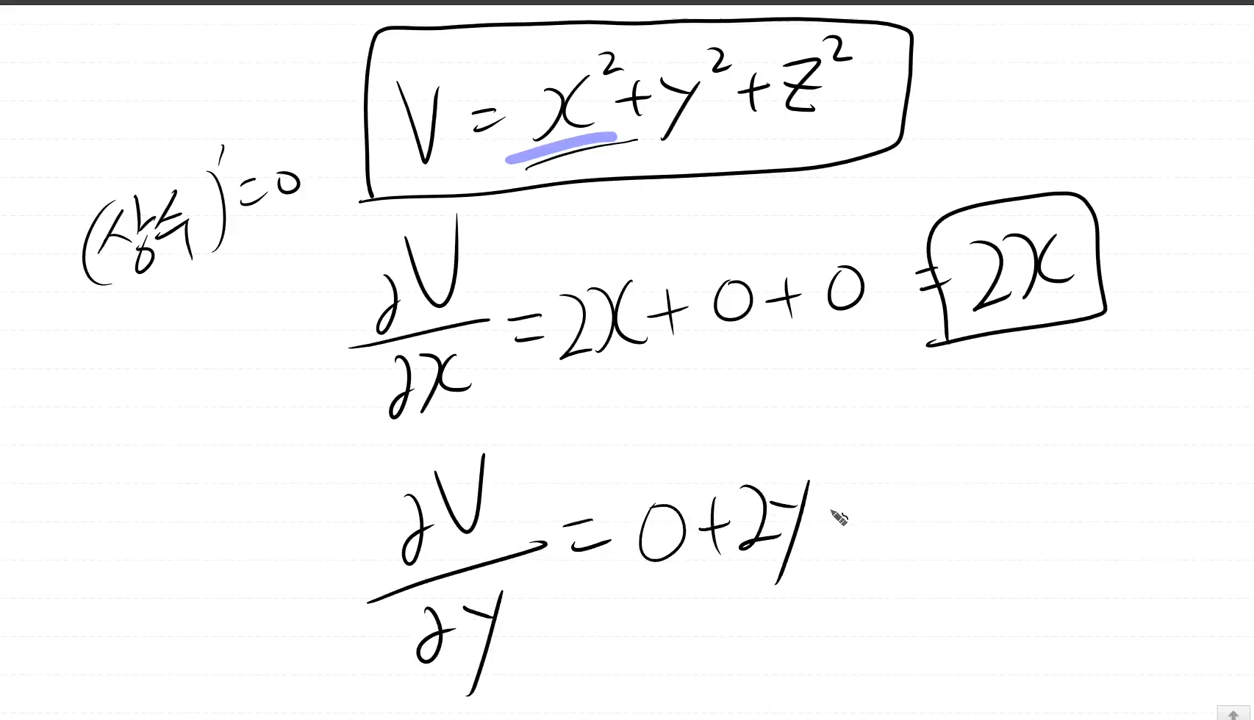 V = x² + y² + z²
(상수)' = 0
∂V/∂x = 2x + 0 + 0 = 2x
∂V/∂y = 0 + 2y